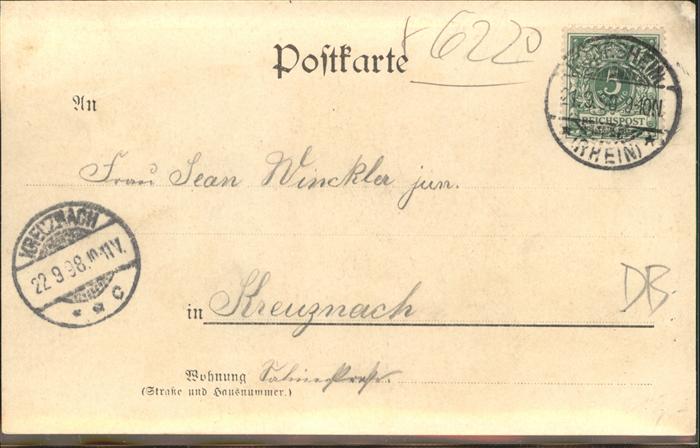 + 6220
Postkarte
5
REICHSPOST
(RHEIN)
An
Frau Jean Winckler jun.
KREUZNACH
22 9 98. 10-11 V.
* * C
in Kreuznach
DB
Wohnung
(Straße und Hausnummer.)